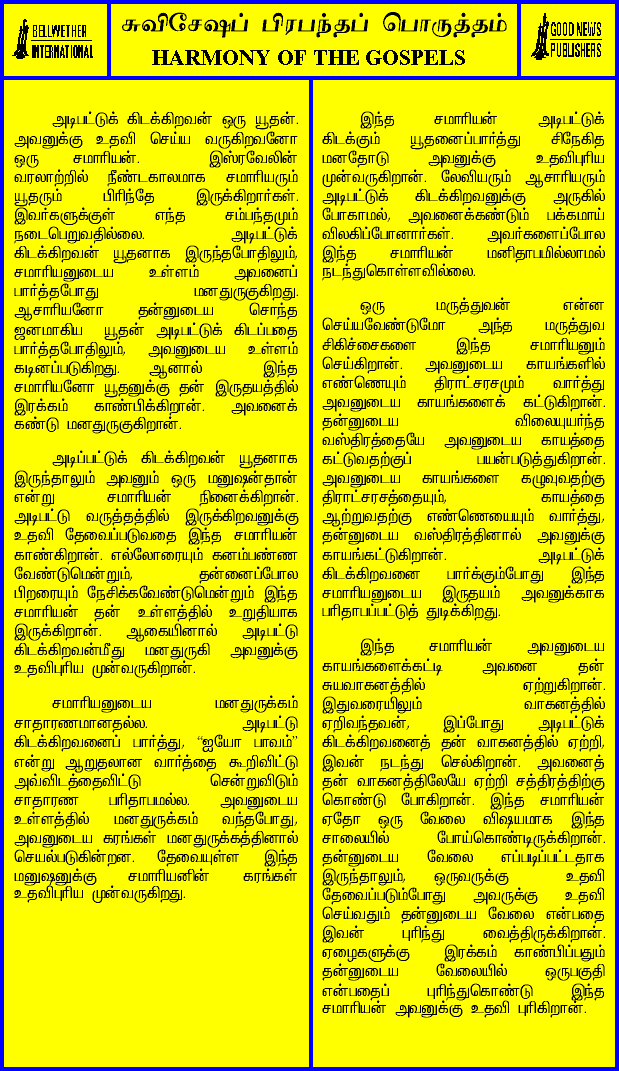 BELLWETHER
INTERNATIONAL
சுவிசேஷப் பிரபந்தப் பொருத்தம்
HARMONY OF THE GOSPELS
GOOD NEWS
PUBLISHERS
அடிபட்டுக் கிடக்கிறவன் ஒரு யூதன்.
அவனுக்கு உதவி செய்ய வருகிறவனோ
ஒரு சமாரியன். இஸ்ரவேலின்
வரலாற்றில் நீண்டகாலமாக சமாரியரும்
யூதரும் பிரிந்தே இருக்கிறார்கள்.
இவர்களுக்குள் எந்த சம்பந்தமும்
நடைபெறுவதில்லை. அடிபட்டுக்
கிடக்கிறவன் யூதனாக இருந்தபோதிலும்,
சமாரியனுடைய உள்ளம் அவனைப்
பார்த்தபோது மனதுருகுகிறது.
ஆசாரியனோ தன்னுடைய சொந்த
ஜனமாகிய யூதன் அடிபட்டுக் கிடப்பதை
பார்த்தபோதிலும், அவனுடைய உள்ளம்
கடினப்படுகிறது. ஆனால் இந்த
சமாரியனோ யூதனுக்கு தன் இருதயத்தில்
இரக்கம் காண்பிக்கிறான். அவனைக்
கண்டு மனதுருகுகிறான்.
அடிப்பட்டுக் கிடக்கிறவன் யூதனாக
இருந்தாலும் அவனும் ஒரு மனுஷன்தான்
என்று சமாரியன் நினைக்கிறான்.
அடிபட்டு வருத்தத்தில் இருக்கிறவனுக்கு
உதவி தேவைப்படுவதை இந்த சமாரியன்
காண்கிறான். எல்லோரையும் கனம்பண்ண
வேண்டுமென்றும், தன்னைப்போல
பிறரையும் நேசிக்கவேண்டுமென்றும் இந்த
சமாரியன் தன் உள்ளத்தில் உறுதியாக
இருக்கிறான். ஆகையினால் அடிபட்டு
கிடக்கிறவன்மீது மனதுருகி அவனுக்கு
உதவிபுரிய முன்வருகிறான்.
சமாரியனுடைய மனதுருக்கம்
சாதாரணமானதல்ல. அடிபட்டு
கிடக்கிறவனைப் பார்த்து, “ஐயோ பாவம்”
என்று ஆறுதலான வார்த்தை கூறிவிட்டு
அவ்விடத்தைவிட்டு சென்றுவிடும்
சாதாரண பரிதாபமல்ல. அவனுடைய
உள்ளத்தில் மனதுருக்கம் வந்தபோது,
அவனுடைய கரங்கள் மனதுருக்கத்தினால்
செயல்படுகின்றன. தேவையுள்ள இந்த
மனுஷனுக்கு சமாரியனின் கரங்கள்
உதவிபுரிய முன்வருகிறது.
இந்த சமாரியன் அடிபட்டுக்
கிடக்கும் யூதனைப்பார்த்து சிநேகித
மனதோடு அவனுக்கு உதவிபுரிய
முன்வருகிறான். லேவியரும் ஆசாரியரும்
அடிபட்டுக் கிடக்கிறவனுக்கு அருகில்
போகாமல், அவனைக்கண்டும் பக்கமாய்
விலகிப்போனார்கள். அவர்களைப்போல
இந்த சமாரியன் மனிதாபமில்லாமல்
நடந்துகொள்ளவில்லை.
ஒரு மருத்துவன் என்ன
செய்யவேண்டுமோ அந்த மருத்துவ
சிகிச்சைகளை இந்த சமாரியனும்
செய்கிறான். அவனுடைய காயங்களில்
எண்ணெயும் திராட்சரசமும் வார்த்து
அவனுடைய காயங்களைக் கட்டுகிறான்.
தன்னுடைய விலையுயர்ந்த
வஸ்திரத்தையே அவனுடைய காயத்தை
கட்டுவதற்குப் பயன்படுத்துகிறான்.
அவனுடைய காயங்களை கழுவுவதற்கு
திராட்சரசத்தையும், காயத்தை
ஆற்றுவதற்கு எண்ணெயையும் வார்த்து,
தன்னுடைய வஸ்திரத்தினால் அவனுக்கு
காயங்கட்டுகிறான். அடிபட்டுக்
கிடக்கிறவனை பார்க்கும்போது இந்த
சமாரியனுடைய இருதயம் அவனுக்காக
பரிதாபப்பட்டுத் துடிக்கிறது.
இந்த சமாரியன் அவனுடைய
காயங்களைக்கட்டி அவனை தன்
சுயவாகனத்தில் ஏற்றுகிறான்.
இதுவரையிலும் வாகனத்தில்
ஏறிவந்தவன், இப்போது அடிபட்டுக்
கிடக்கிறவனைத் தன் வாகனத்தில் ஏற்றி,
இவன் நடந்து செல்கிறான். அவனைத்
தன் வாகனத்திலேயே ஏற்றி சத்திரத்திற்கு
கொண்டு போகிறான். இந்த சமாரியன்
ஏதோ ஒரு வேலை விஷயமாக இந்த
சாலையில் போய்கொண்டிருக்கிறான்.
தன்னுடைய வேலை எப்படிப்பட்டதாக
இருந்தாலும், ஒருவருக்கு உதவி
தேவைப்படும்போது அவருக்கு உதவி
செய்வதும் தன்னுடைய வேலை என்பதை
இவன் புரிந்து வைத்திருக்கிறான்.
ஏழைகளுக்கு இரக்கம் காண்பிப்பதும்
தன்னுடைய வேலையில் ஒருபகுதி
என்பதைப் புரிந்துகொண்டு இந்த
சமாரியன் அவனுக்கு உதவி புரிகிறான்.